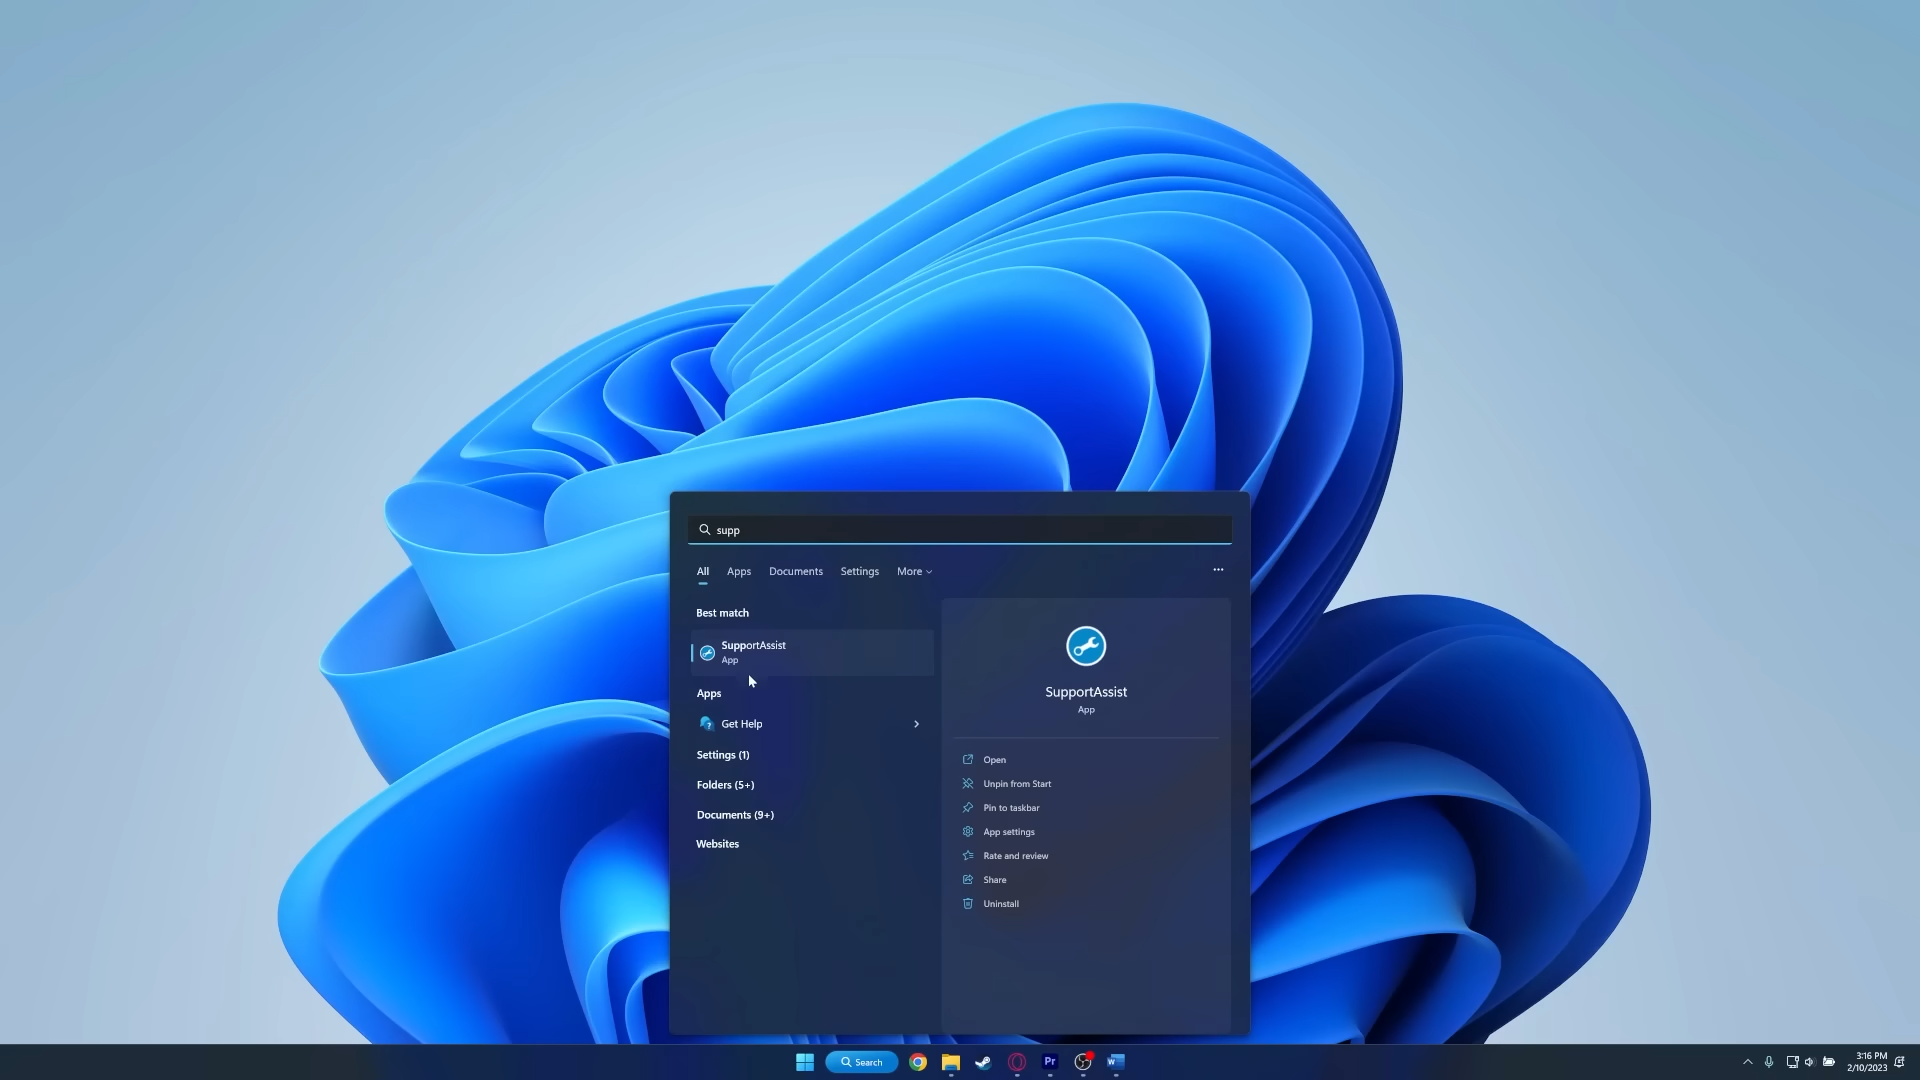 supp
All Apps Documents Settings More
Best match
SupportAssist
App
Apps
Get Help
Settings (1)
Folders (5+)
Documents (9+)
Websites
SupportAssist
App
Open
Unpin from Start
Pin to taskbar
App settings
Rate and review
Share
Uninstall
Search
Pr
W
3:16 PM
2/10/2023